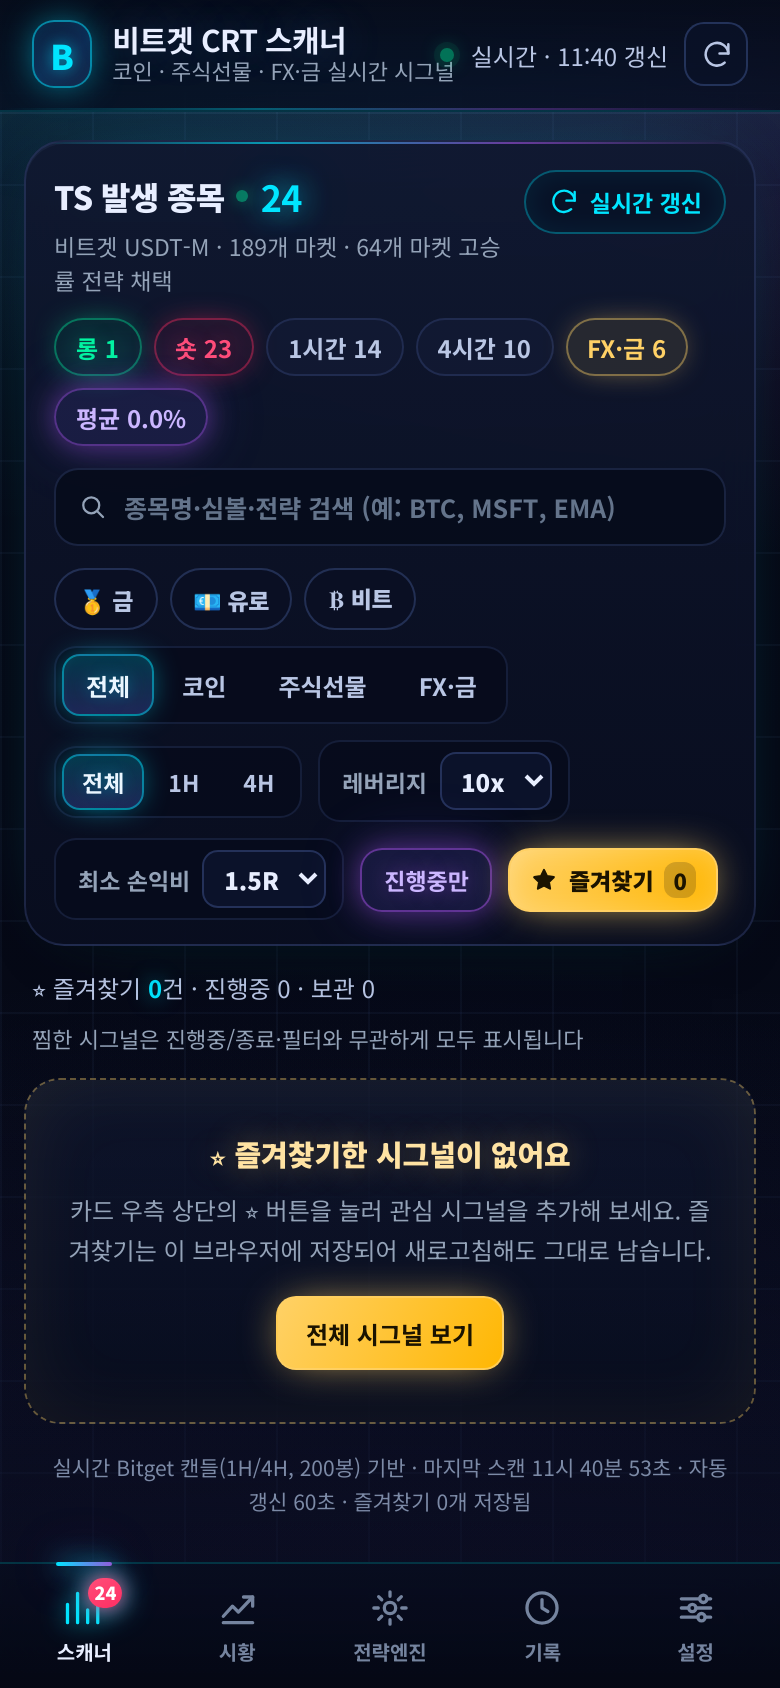 B
비트겟 CRT 스캐너
코인 · 주식선물 · FX·금 실시간 시그널
실시간 · 11:40 갱신
TS 발생 종목 24
실시간 갱신
비트겟 USDT-M · 189개 마켓 · 64개 마켓 고승
률 전략 채택
롱 1
숏 23
1시간 14
4시간 10
FX·금 6
평균 0.0%
종목명·심볼·전략 검색 (예: BTC, MSFT, EMA)
🥇 금
💶 유로
₿ 비트
전체
코인
주식선물
FX·금
전체
1H
4H
레버리지
10x
최소 손익비
1.5R
진행중만
★ 즐겨찾기 0
☆ 즐겨찾기 0건 · 진행중 0 · 보관 0
찜한 시그널은 진행중/종료·필터와 무관하게 모두 표시됩니다
☆ 즐겨찾기한 시그널이 없어요
카드 우측 상단의 ☆ 버튼을 눌러 관심 시그널을 추가해 보세요. 즐
겨찾기는 이 브라우저에 저장되어 새로고침해도 그대로 남습니다.
전체 시그널 보기
실시간 Bitget 캔들(1H/4H, 200봉) 기반 · 마지막 스캔 11시 40분 53초 · 자동
갱신 60초 · 즐겨찾기 0개 저장됨
24
스캐너
시황
전략엔진
기록
설정